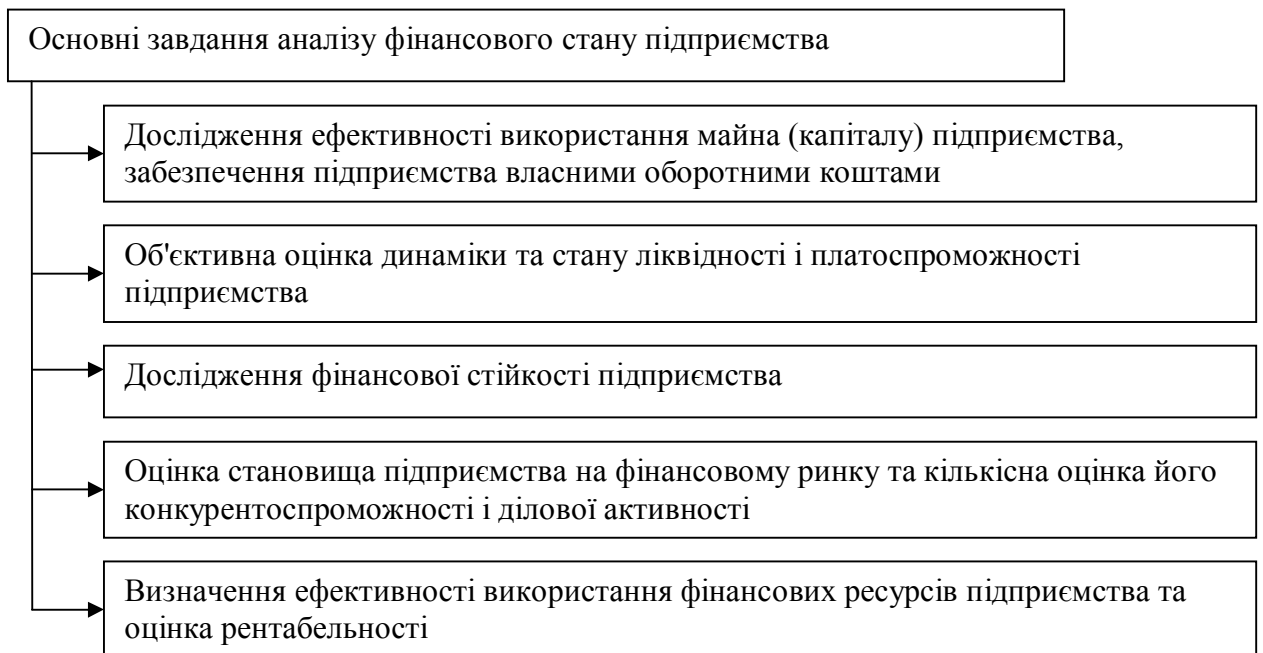 Основні завдання аналізу фінансового стану підприємства
Дослідження ефективності використання майна (капіталу) підприємства,
забезпечення підприємства власними оборотними коштами
Об'єктивна оцінка динаміки та стану ліквідності і платоспроможності
підприємства
Дослідження фінансової стійкості підприємства
Оцінка становища підприємства на фінансовому ринку та кількісна оцінка його
конкурентоспроможності і ділової активності
Визначення ефективності використання фінансових ресурсів підприємства та
оцінка рентабельності